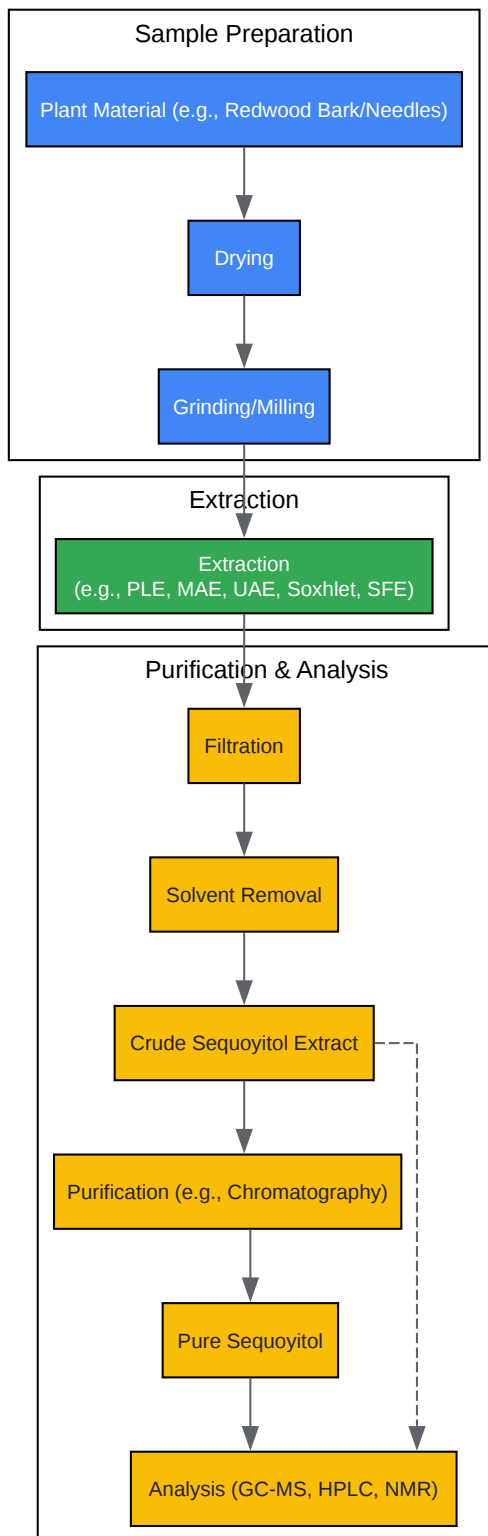 Sample Preparation
Plant Material (e.g., Redwood Bark/Needles)
Drying
Grinding/Milling
Extraction
Extraction
(e.g., PLE, MAE, UAE, Soxhlet, SFE)
Purification & Analysis
Filtration
Solvent Removal
Crude Sequoyitol Extract
Purification (e.g., Chromatography)
Pure Sequoyitol
Analysis (GC-MS, HPLC, NMR)